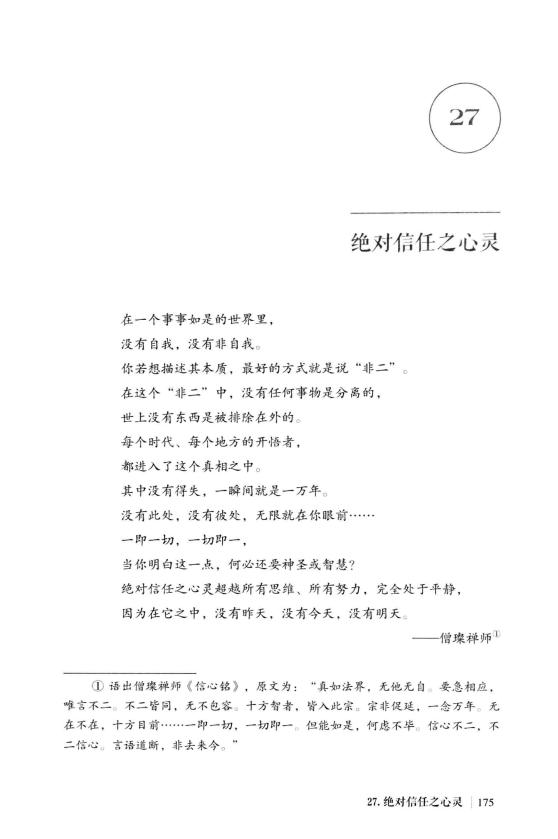 27
绝对信任之心灵
在一个事事如是的世界里，
没有自我，没有非自我。
你若想描述其本质，最好的方式就是说“非二”。
在这个“非二”中，没有任何事物是分离的，
世上没有东西是被排除在外的。
每个时代、每个地方的开悟者，
都进入了这个真相之中。
其中没有得失，一瞬间就是一万年。
没有此处，没有彼处，无限就在你眼前……
一即一切，一切即一，
当你明白这一点，何必还要神圣或智慧？
绝对信任之心灵超越所有思维、所有努力，完全处于平静，
因为在它之中，没有昨天，没有今天，没有明天。
——僧璨禅师①
① 语出僧璨禅师《信心铭》，原文为：“真如法界，无他无自。要急相应，
唯言不二。不二皆同，无不包容。十方智者，皆入此宗。宗非促延，一念万年。无
在不在，十方目前……一即一切，一切即一。但能如是，何虑不毕。信心不二，不
二信心。言语道断，非去来今。”
27. 绝对信任之心灵 | 175